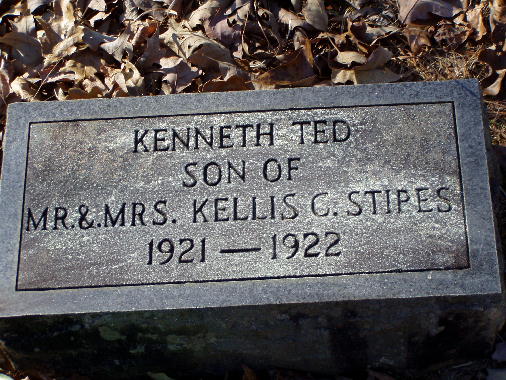 KENNETH TED
SON OF
MR.&.MRS. KELLIS C. STIPES
1921 — 1922